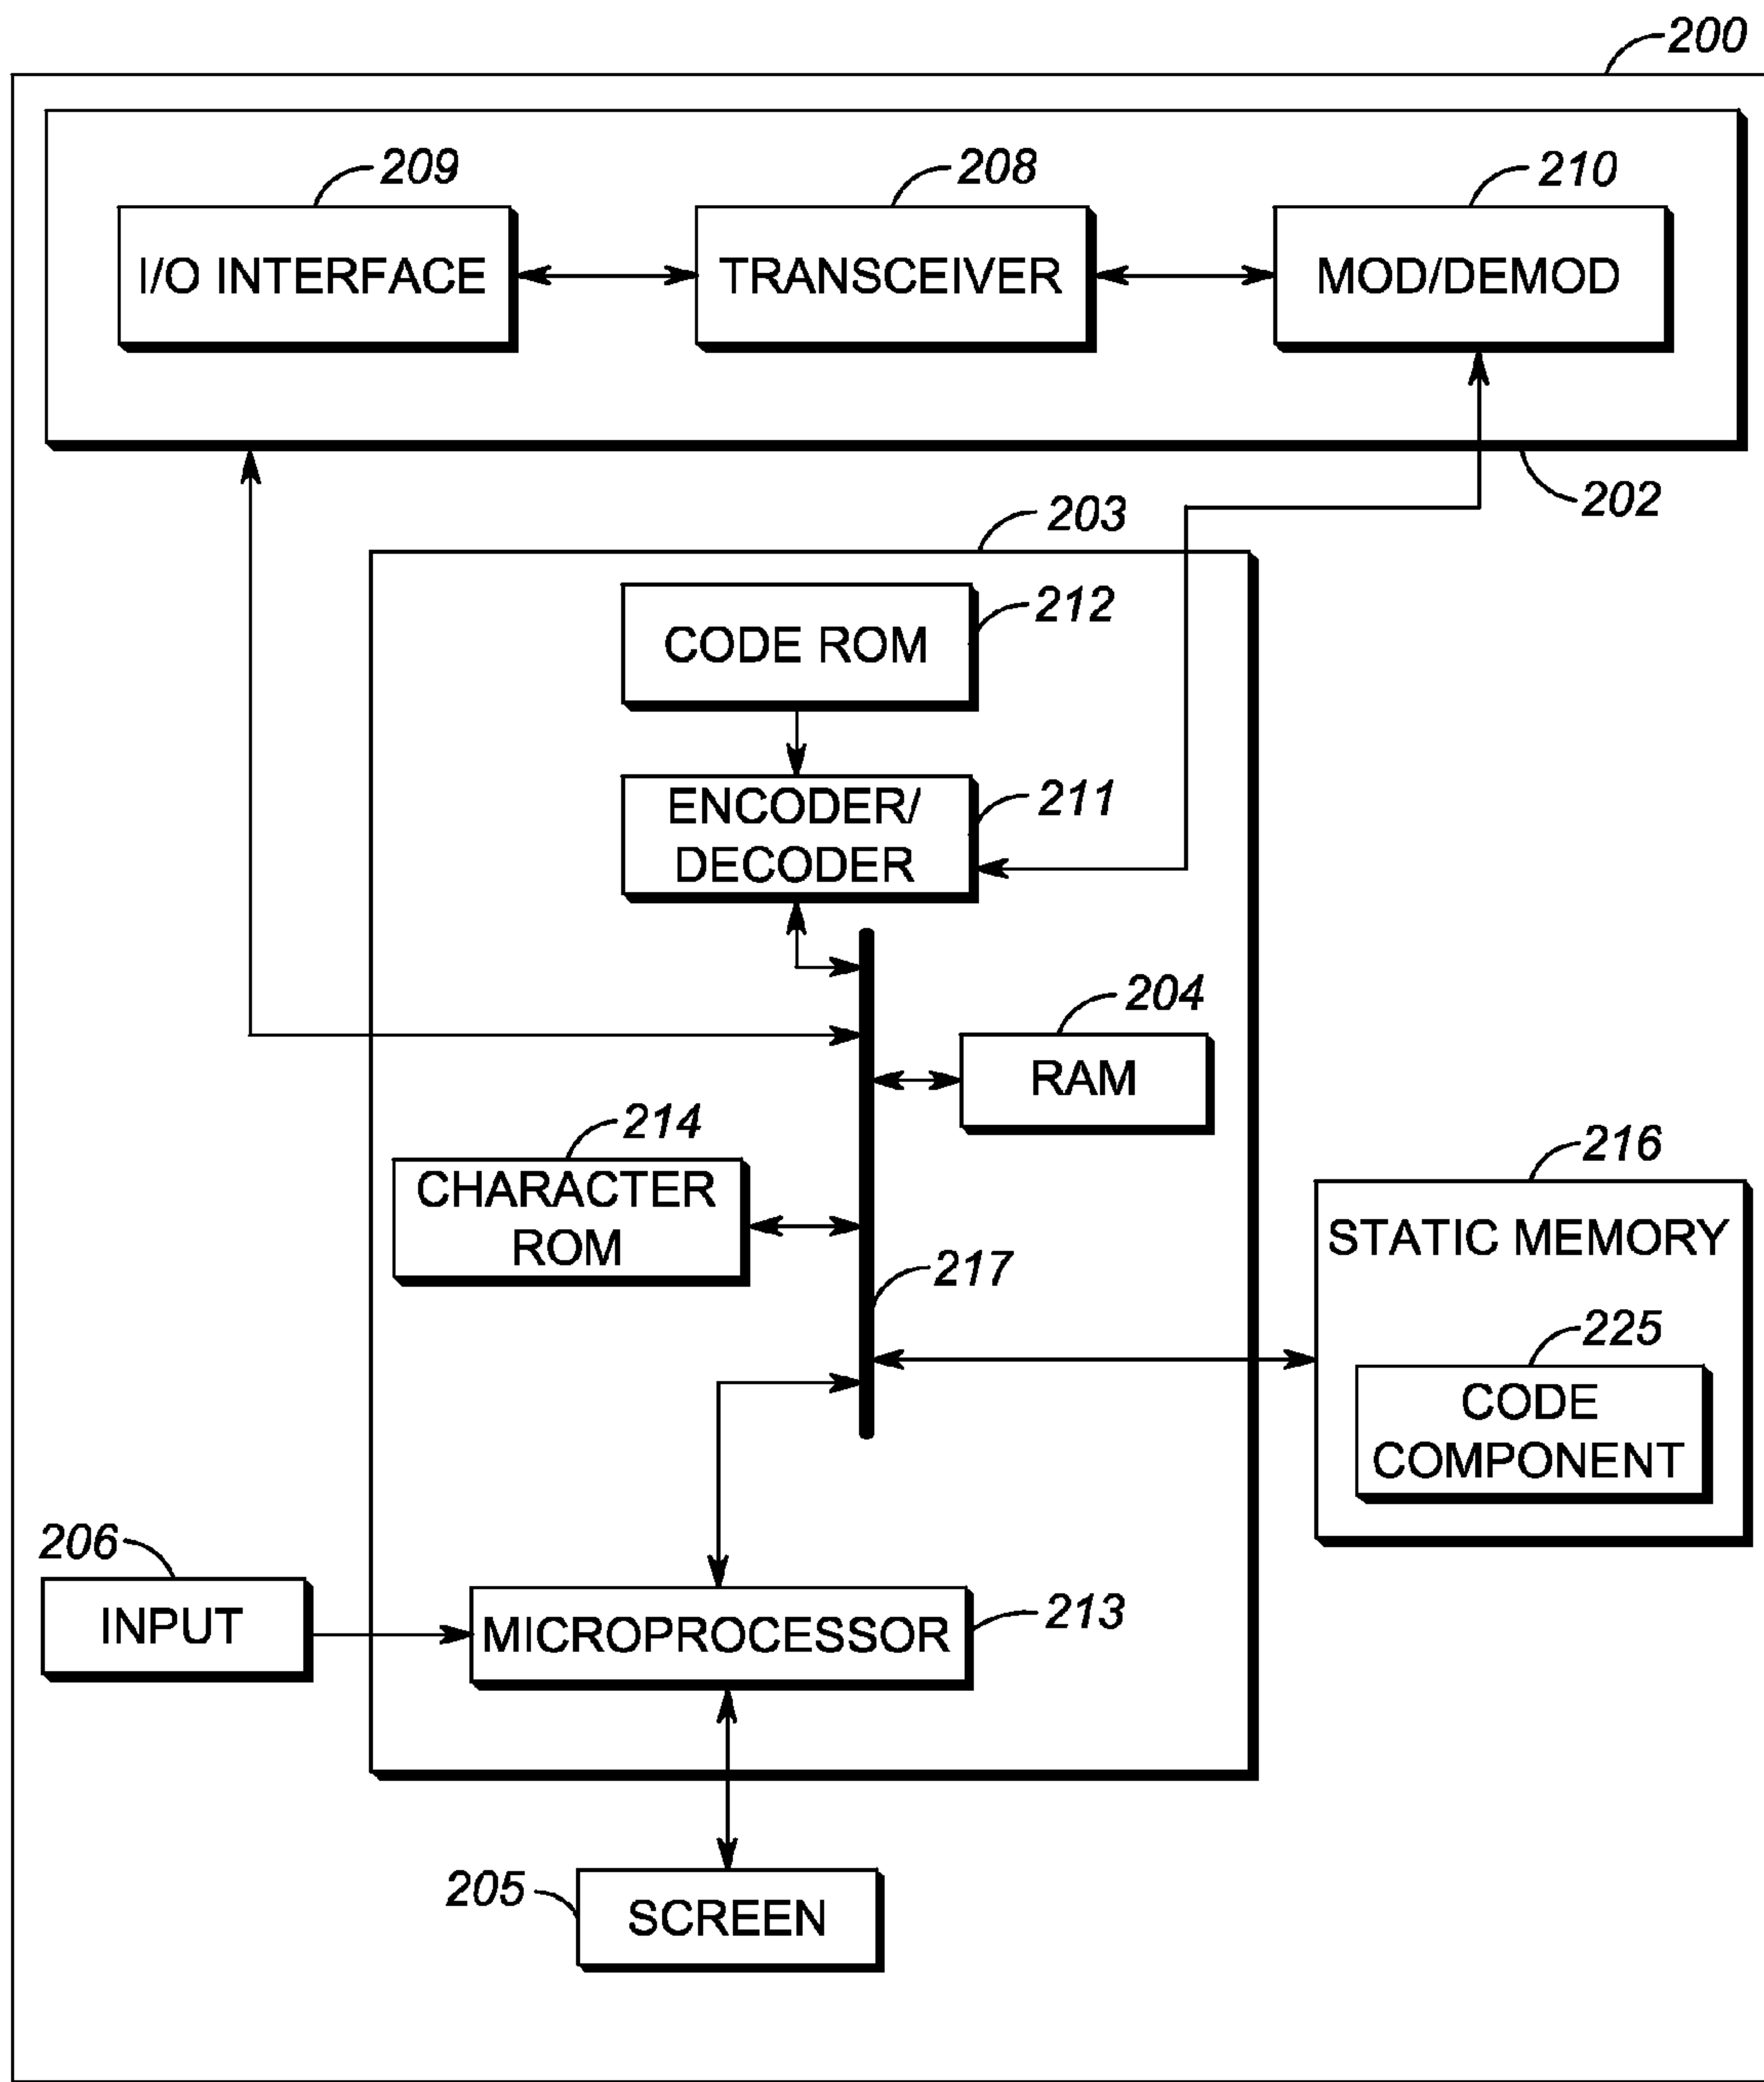 200
209
208
210
I/O INTERFACE
TRANSCEIVER
MOD/DEMOD
202
203
212
CODE ROM
211
ENCODER/
DECODER
204
RAM
214
CHARACTER
ROM
216
STATIC MEMORY
217
225
CODE
COMPONENT
206
INPUT
213
MICROPROCESSOR
205
SCREEN